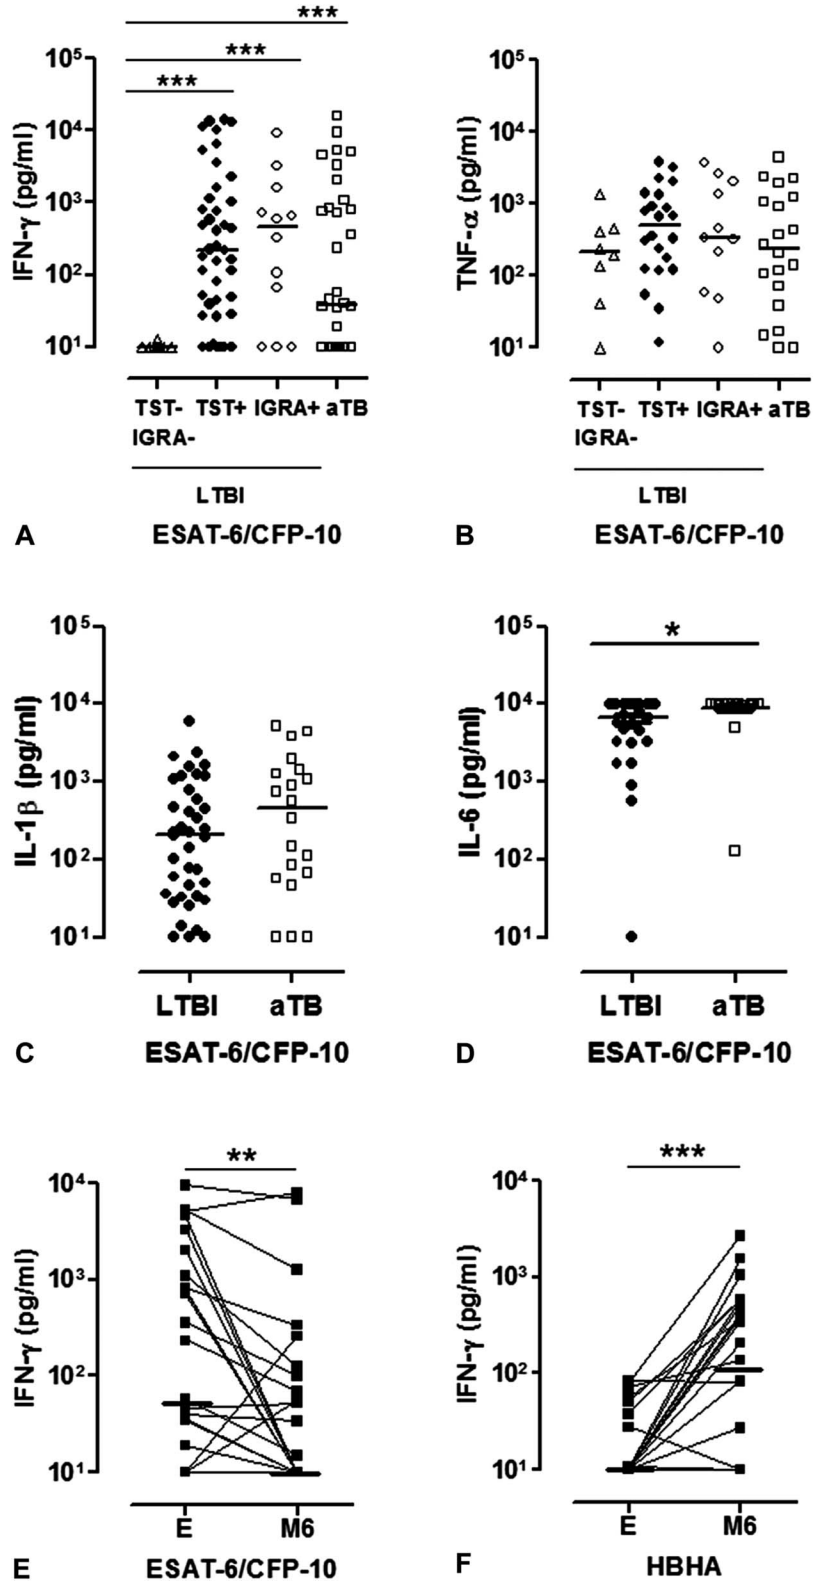 ***
***
***
IFN-γ (pg/ml)
10⁵
10⁴
10³
10²
10¹
TST- TST+ IGRA+ aTB
IGRA-
LTBI
A ESAT-6/CFP-10
TNF-α (pg/ml)
10⁵
10⁴
10³
10²
10¹
TST- TST+ IGRA+ aTB
IGRA-
LTBI
B ESAT-6/CFP-10
IL-1β (pg/ml)
10⁵
10⁴
10³
10²
10¹
LTBI aTB
C ESAT-6/CFP-10
*
IL-6 (pg/ml)
10⁵
10⁴
10³
10²
10¹
LTBI aTB
D ESAT-6/CFP-10
**
IFN-γ (pg/ml)
10⁴
10³
10²
10¹
E M6
E ESAT-6/CFP-10
***
IFN-γ (pg/ml)
10⁴
10³
10²
10¹
E M6
F HBHA